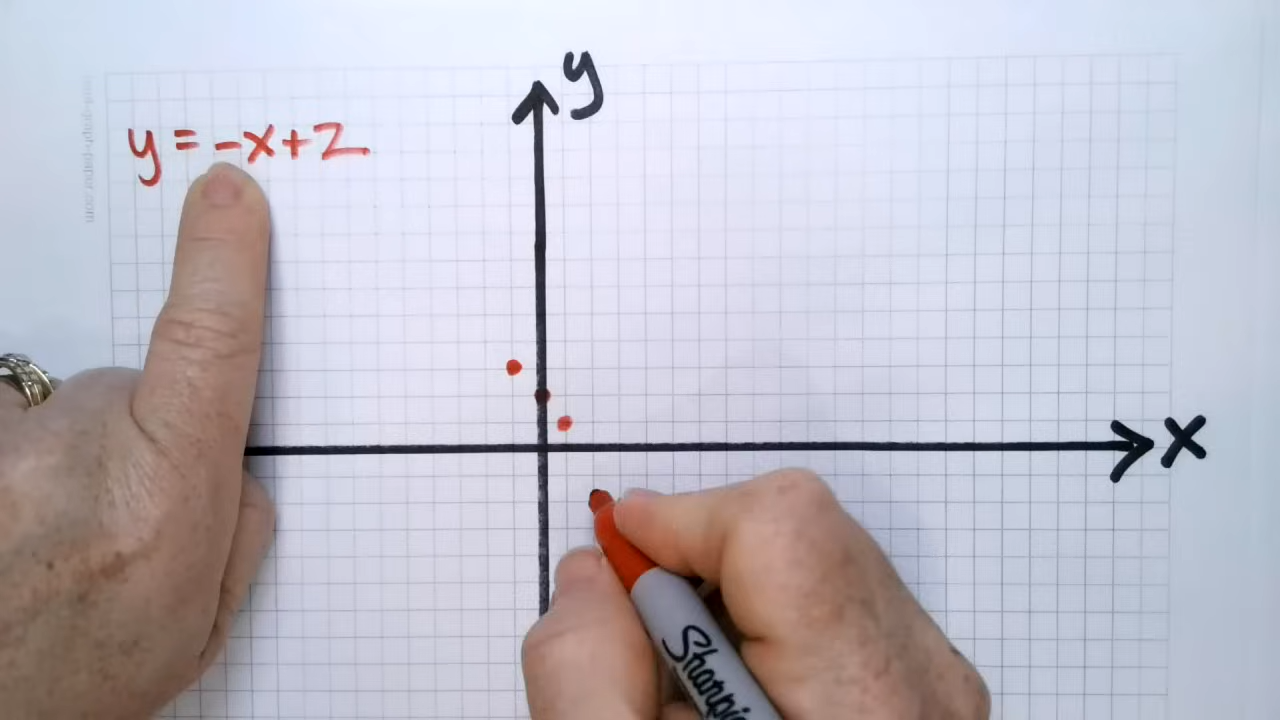 y
y = -x+2
x
Sharpie